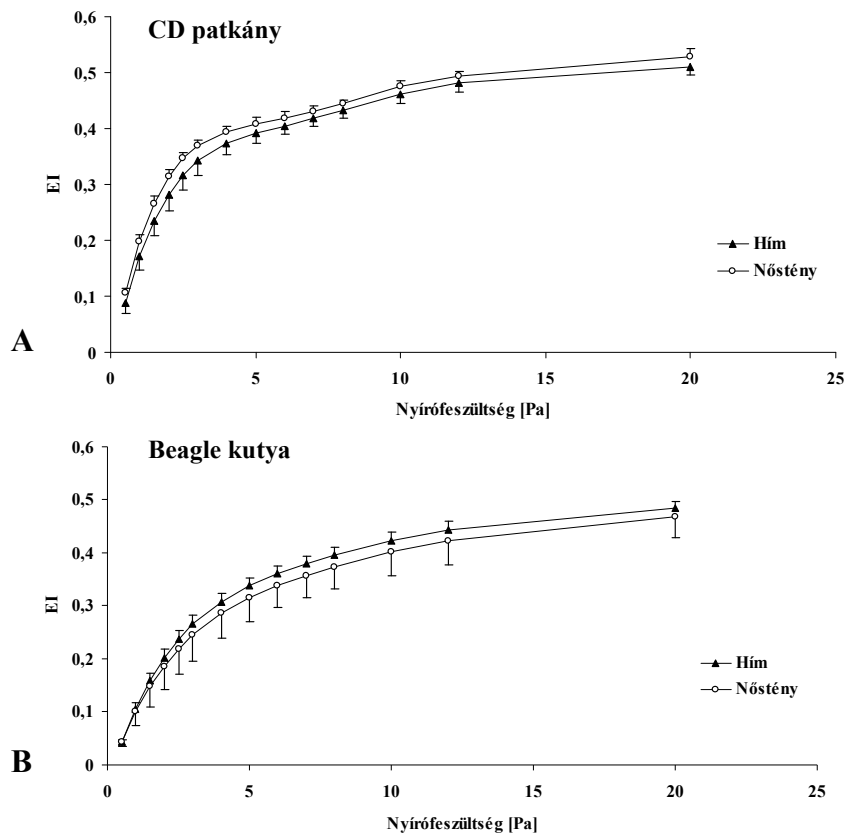 CD patkány
0,6
0,5
0,4
0,3
0,2
0,1
0
EI
Hím
Nőstény
A
0 5 10 15 20 25
Nyírófeszültség [Pa]
Beagle kutya
0,6
0,5
0,4
0,3
0,2
0,1
0
EI
Hím
Nőstény
B
0 5 10 15 20 25
Nyírófeszültség [Pa]